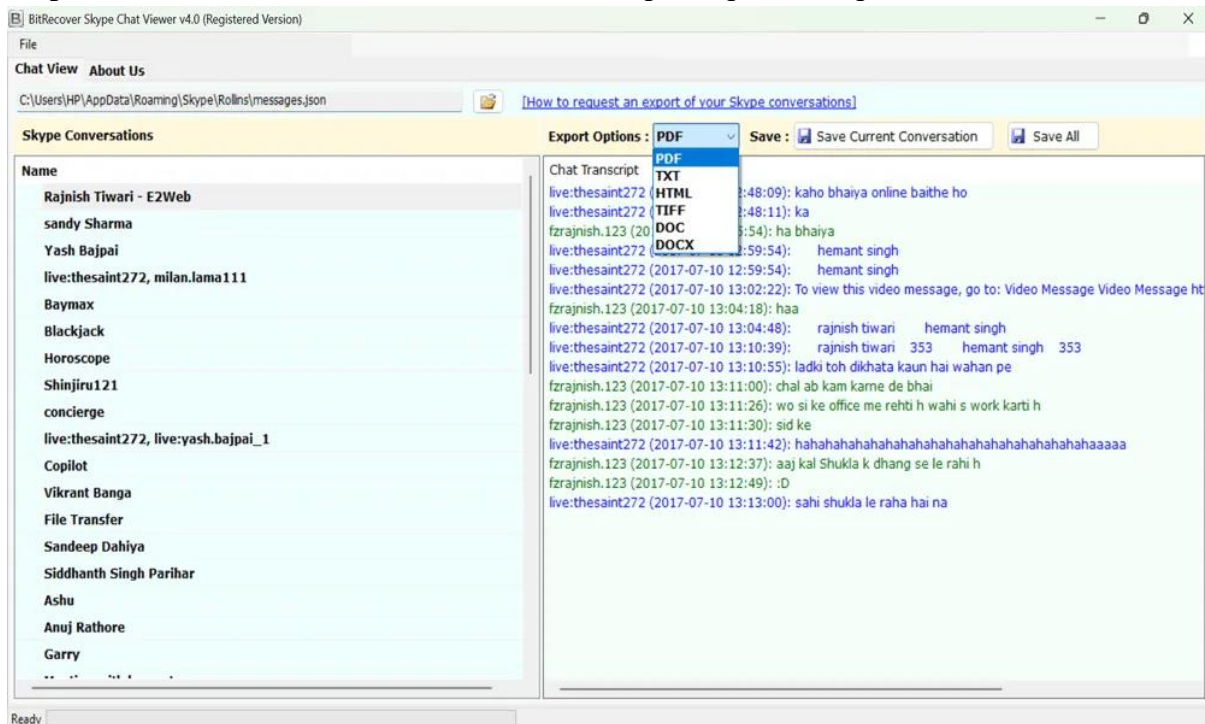 BitRecover Skype Chat Viewer v4.0 (Registered Version)
File
Chat View About Us
C:\Users\HP\AppData\Roaming\Skype\Rollins\messages.json
[How to request an export of your Skype conversations]
Skype Conversations
Export Options : PDF Save : Save Current Conversation Save All
PDF
TXT
HTML
TIFF
DOC
DOCX
Name
Rajnish Tiwari - E2Web
sandy Sharma
Yash Bajpai
live:thesaint272, milan.lama111
Baymax
Blackjack
Horoscope
Shinjiru121
concierge
live:thesaint272, live:yash.bajpai_1
Copilot
Vikrant Banga
File Transfer
Sandeep Dahiya
Siddhanth Singh Parihar
Ashu
Anuj Rathore
Garry
Chat Transcript
live:thesaint272 ( 2:48:09): kaho bhaiya online baithe ho
live:thesaint272 ( 2:48:11): ka
fzrajnish.123 (20 :54): ha bhaiya
live:thesaint272 :59:54): hemant singh
live:thesaint272 (2017-07-10 12:59:54): hemant singh
live:thesaint272 (2017-07-10 13:02:22): To view this video message, go to: Video Message Video Message ht
fzrajnish.123 (2017-07-10 13:04:18): haa
live:thesaint272 (2017-07-10 13:04:48): rajnish tiwari hemant singh
live:thesaint272 (2017-07-10 13:10:39): rajnish tiwari 353 hemant singh 353
live:thesaint272 (2017-07-10 13:10:55): ladki toh dikhata kaun hai wahan pe
fzrajnish.123 (2017-07-10 13:11:00): chal ab kam karne de bhai
fzrajnish.123 (2017-07-10 13:11:26): wo si ke office me rehti h wahi s work karti h
fzrajnish.123 (2017-07-10 13:11:30): sid ke
live:thesaint272 (2017-07-10 13:11:42): hahahahahahahahahahahahahahahahahahahahaaaaa
fzrajnish.123 (2017-07-10 13:12:37): aaj kal Shukla k dhang se le rahi h
fzrajnish.123 (2017-07-10 13:12:49): :D
live:thesaint272 (2017-07-10 13:13:00): sahi shukla le raha hai na
Ready